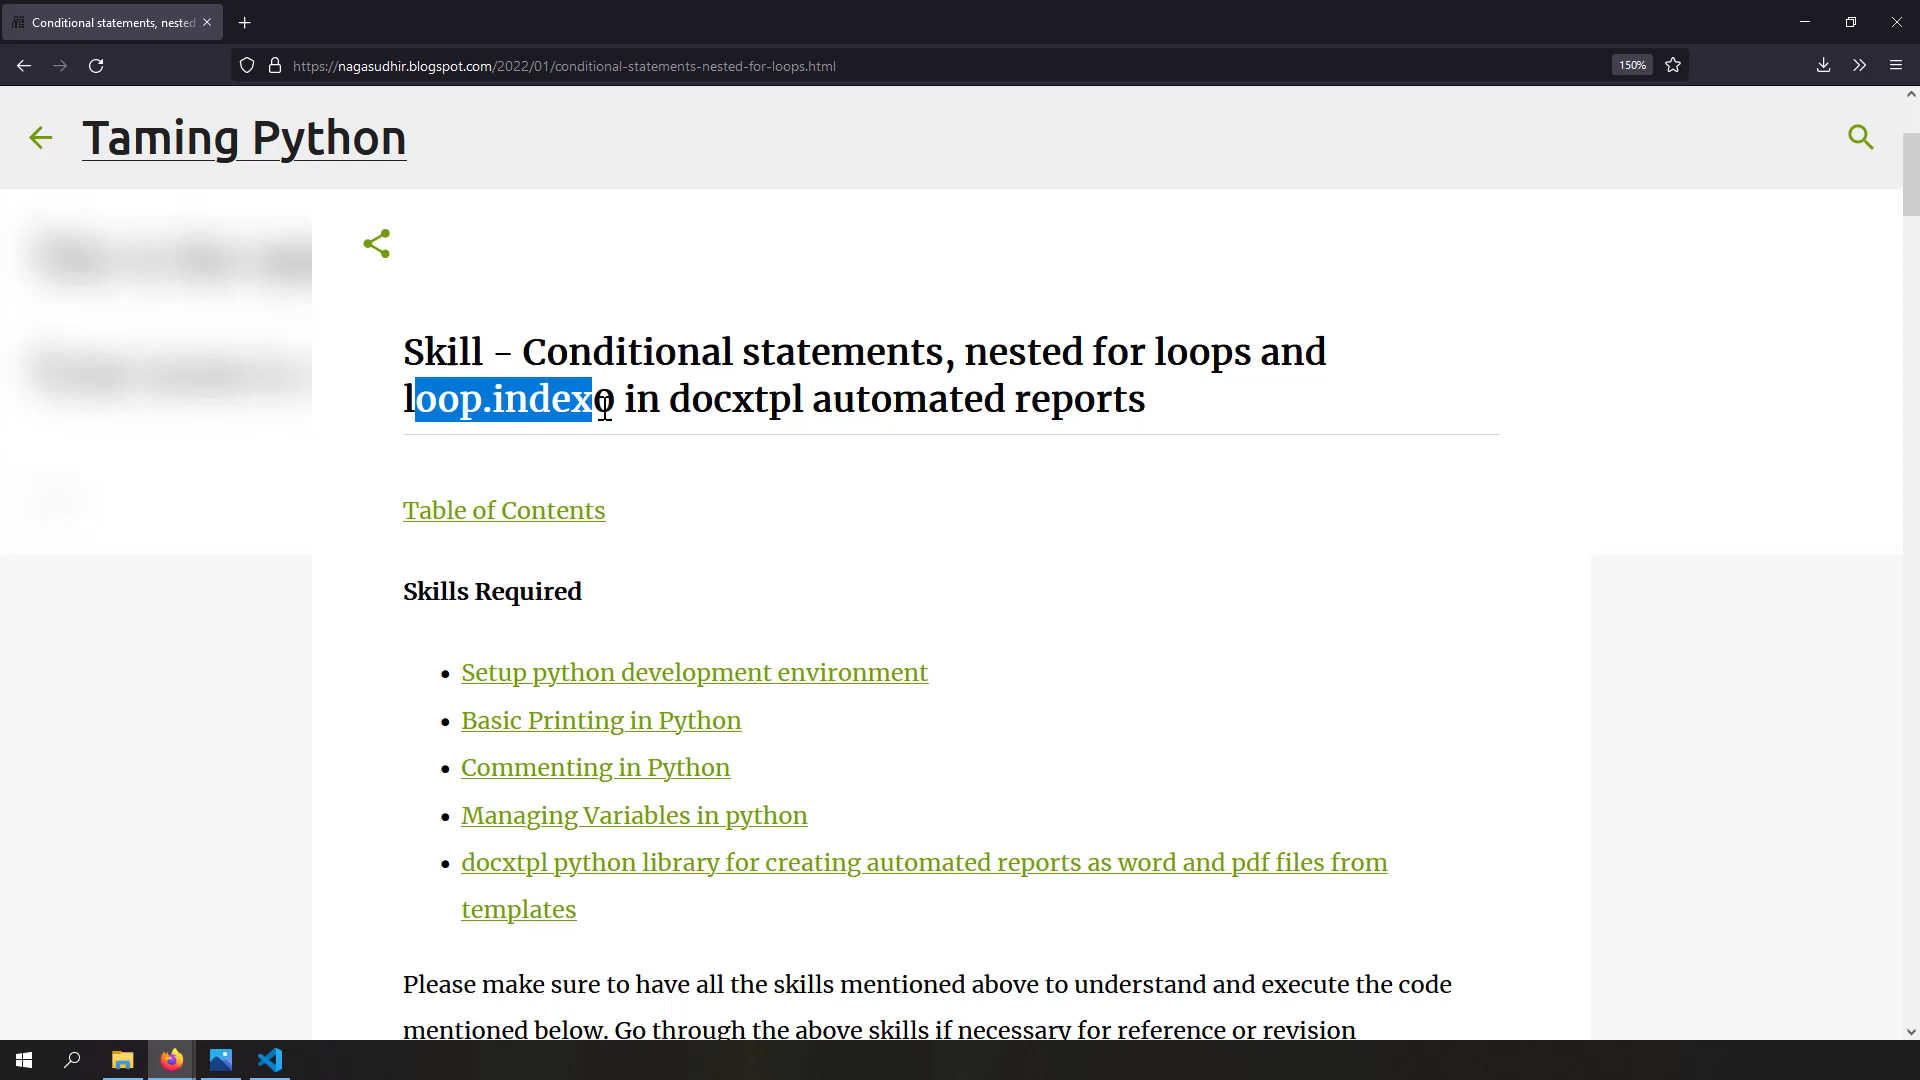 Conditional statements, nested
https://nagasudhir.blogspot.com/2022/01/conditional-statements-nested-for-loops.html
150%
Taming Python
Skill - Conditional statements, nested for loops and
loop.index0 in docxtpl automated reports
Table of Contents
Skills Required
Setup python development environment
Basic Printing in Python
Commenting in Python
Managing Variables in python
docxtpl python library for creating automated reports as word and pdf files from
templates
Please make sure to have all the skills mentioned above to understand and execute the code
mentioned below. Go through the above skills if necessary for reference or revision